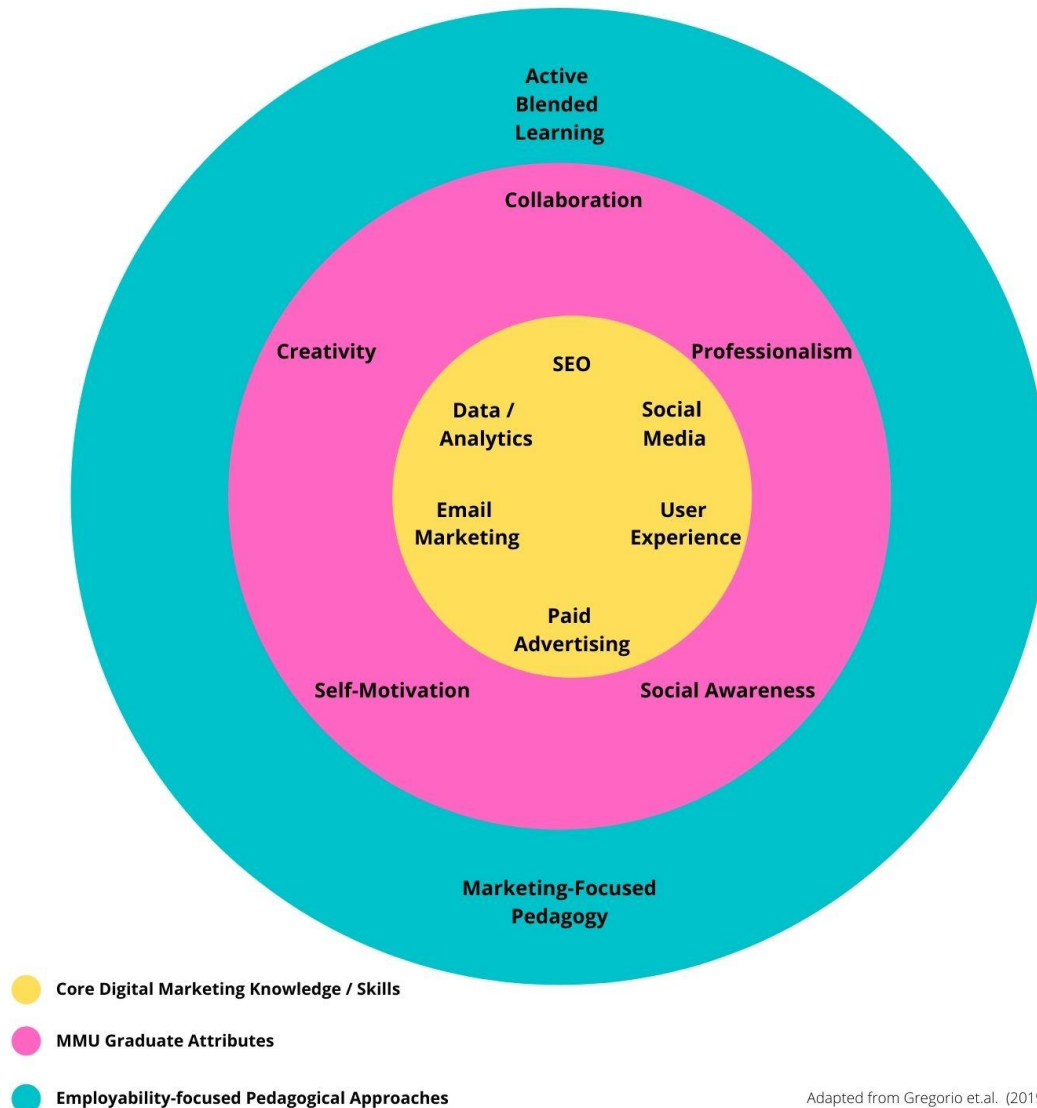 Active
Blended
Learning
Collaboration
Creativity
Professionalism
SEO
Data /
Analytics
Social
Media
Email
Marketing
User
Experience
Paid
Advertising
Self-Motivation
Social Awareness
Marketing-Focused
Pedagogy
Core Digital Marketing Knowledge / Skills
MMU Graduate Attributes
Employability-focused Pedagogical Approaches
Adapted from Gregorio et.al. (2019